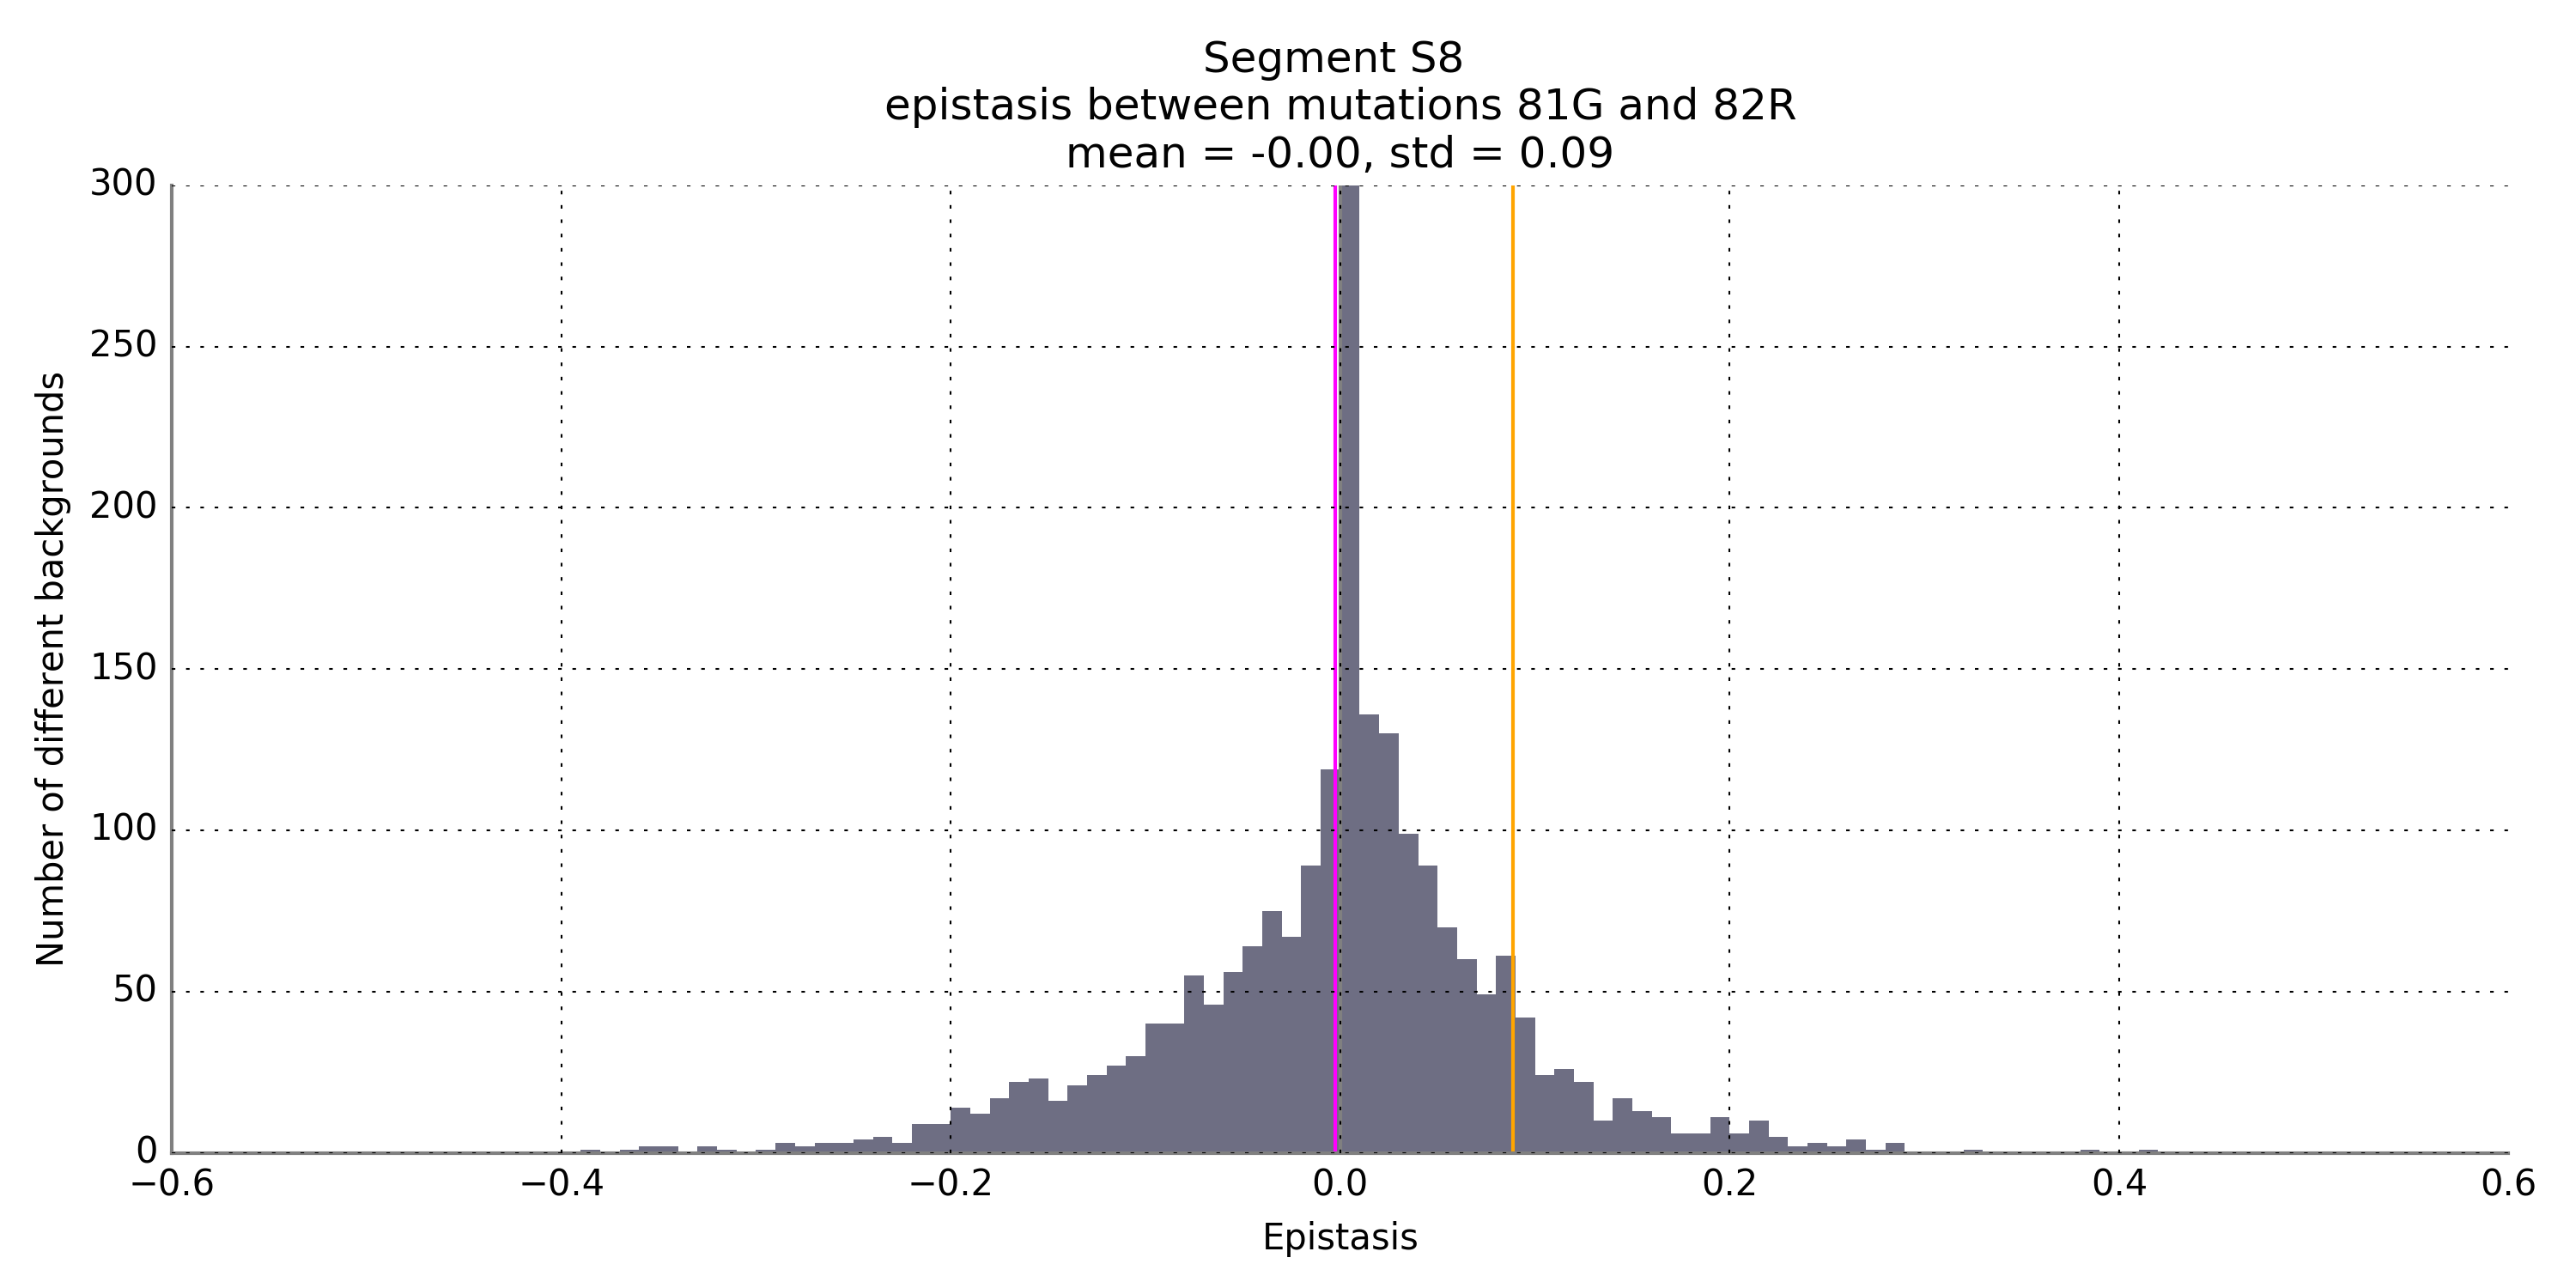 Segment S8
epistasis between mutations 81G and 82R
mean = -0.00, std = 0.09
300
250
200
150
100
50
0
Number of different backgrounds
−0.6 −0.4 −0.2 0.0 0.2 0.4 0.6
Epistasis